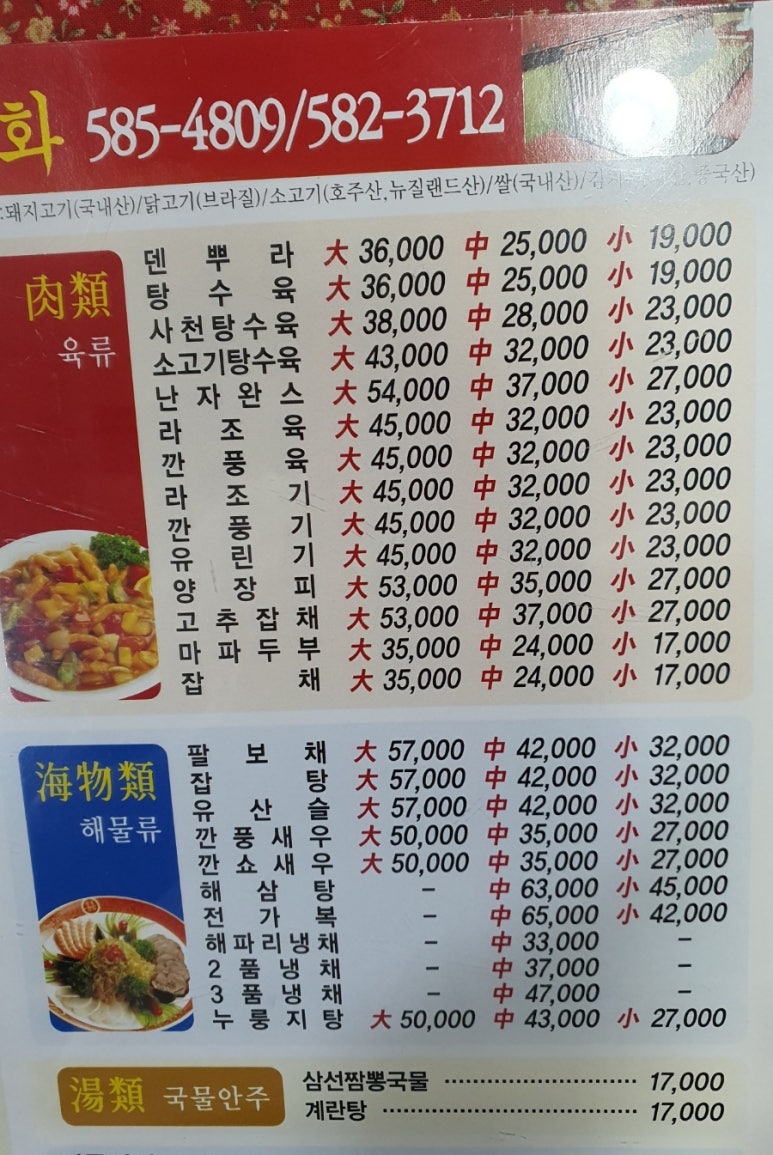 화 585-4809/582-3712
:돼지고기(국내산)/닭고기(브라질)/소고기(호주산,뉴질랜드산)/쌀(국내산)/
肉類
육류
덴뿌라 大 36,000 中 25,000 小 19,000
탕수육 大 36,000 中 25,000 小 19,000
사천탕수육 大 38,000 中 28,000 小 23,000
소고기탕수육 大 43,000 中 32,000 小 23,000
난자완스 大 54,000 中 37,000 小 27,000
라조육 大 45,000 中 32,000 小 23,000
깐풍육 大 45,000 中 32,000 小 23,000
라조기 大 45,000 中 32,000 小 23,000
깐풍기 大 45,000 中 32,000 小 23,000
유린기 大 45,000 中 32,000 小 23,000
양장피 大 53,000 中 35,000 小 27,000
고추잡채 大 53,000 中 37,000 小 27,000
마파두부 大 35,000 中 24,000 小 17,000
잡채 大 35,000 中 24,000 小 17,000
海物類
해물류
팔보채 大 57,000 中 42,000 小 32,000
잡탕 大 57,000 中 42,000 小 32,000
유산슬 大 57,000 中 42,000 小 32,000
깐풍새우 大 50,000 中 35,000 小 27,000
깐쇼새우 大 50,000 中 35,000 小 27,000
해삼탕 – 中 63,000 小 45,000
전가복 – 中 65,000 小 42,000
해파리냉채 – 中 33,000 –
2품냉채 – 中 37,000 –
3품냉채 – 中 47,000 –
누룽지탕 大 50,000 中 43,000 小 27,000
湯類 국물안주
삼선짬뽕국물 ································ 17,000
계란탕 ········································ 17,000